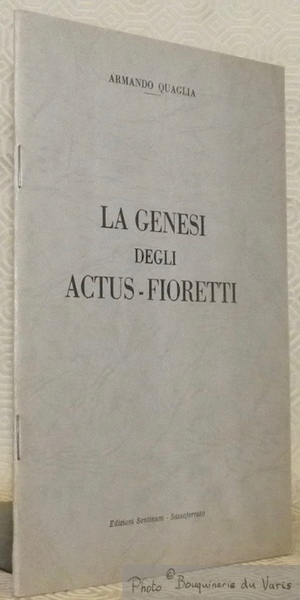 ARMANDO QUAGLIA
LA GENESI
DEGLI
ACTUS - FIORETTI
Edizioni Sentinum - Sassoferrato
Photo © Bouquinerie du Varis